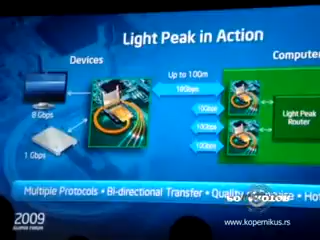 Light Peak in Action
Devices
Computer
Up to 100m
10Gbps
8 Gbps
10Gbps
Light Peak
Router
10Gbps
1 Gbps
10Gbps
Multiple Protocols • Bi-directional Transfer • Quality
2009
www.kopernikus.rs